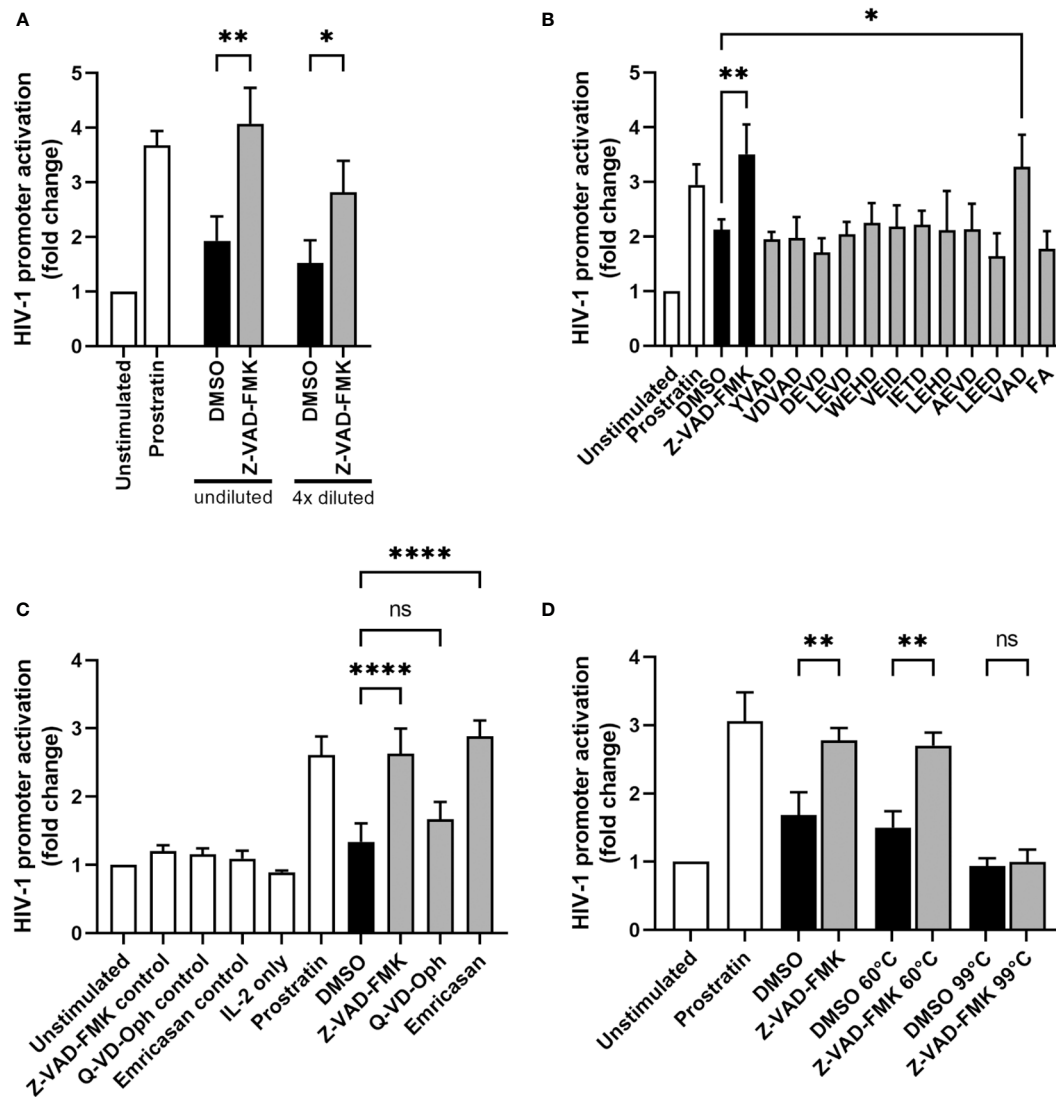 A
HIV-1 promoter activation
(fold change)
5
4
3
2
1
0
**
*
Unstimulated
Prostratin
DMSO
Z-VAD-FMK
DMSO
Z-VAD-FMK
undiluted
4x diluted
B
HIV-1 promoter activation
(fold change)
5
4
3
2
1
0
*
**
Unstimulated
Prostratin
DMSO
Z-VAD-FMK
YVAD
VDVAD
DEVD
LEVD
WEHD
VEID
IETD
LEHD
AEVD
LEED
VAD
FA
C
HIV-1 promoter activation
(fold change)
4
3
2
1
0
****
ns
****
Unstimulated
Z-VAD-FMK control
Q-VD-Oph control
Emricasan control
IL-2 only
Prostratin
DMSO
Z-VAD-FMK
Q-VD-Oph
Emricasan
D
HIV-1 promoter activation
(fold change)
4
3
2
1
0
**
**
ns
Unstimulated
Prostratin
DMSO
Z-VAD-FMK
DMSO 60°C
Z-VAD-FMK 60°C
DMSO 99°C
Z-VAD-FMK 99°C